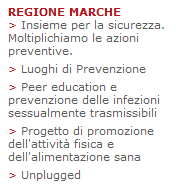 REGIONE MARCHE
> Insieme per la sicurezza.
Moltiplichiamo le azioni
preventive.
> Luoghi di Prevenzione
> Peer education e
prevenzione delle infezioni
sessualmente trasmissibili
> Progetto di promozione
dell'attività fisica e
dell'alimentazione sana
> Unplugged